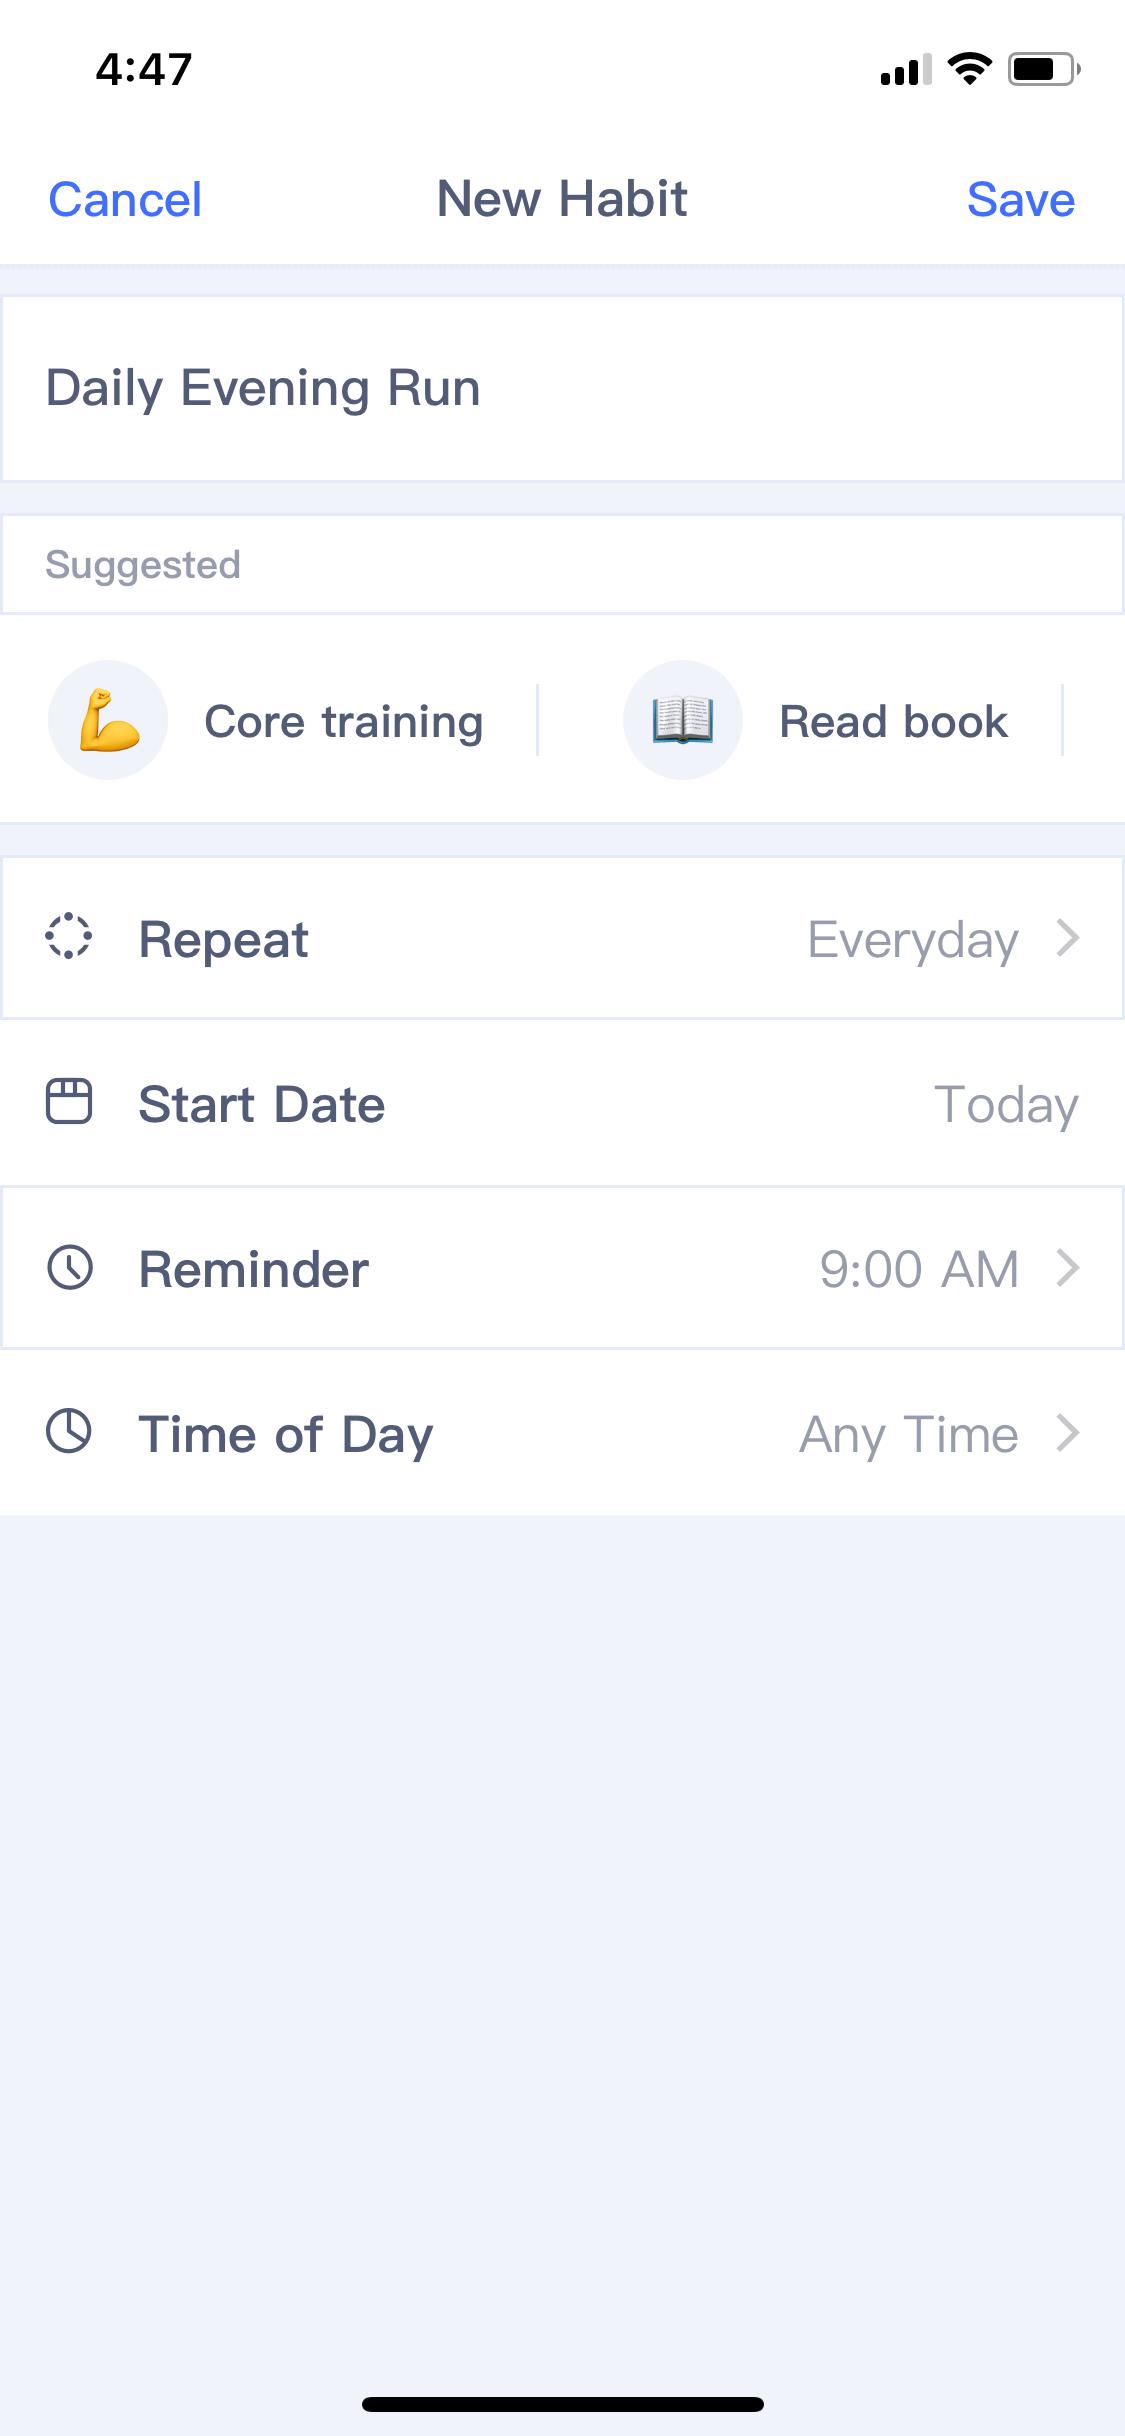 4:47
Cancel New Habit Save
Daily Evening Run
Suggested
Core training Read book
Repeat Everyday
Start Date Today
Reminder 9:00 AM
Time of Day Any Time